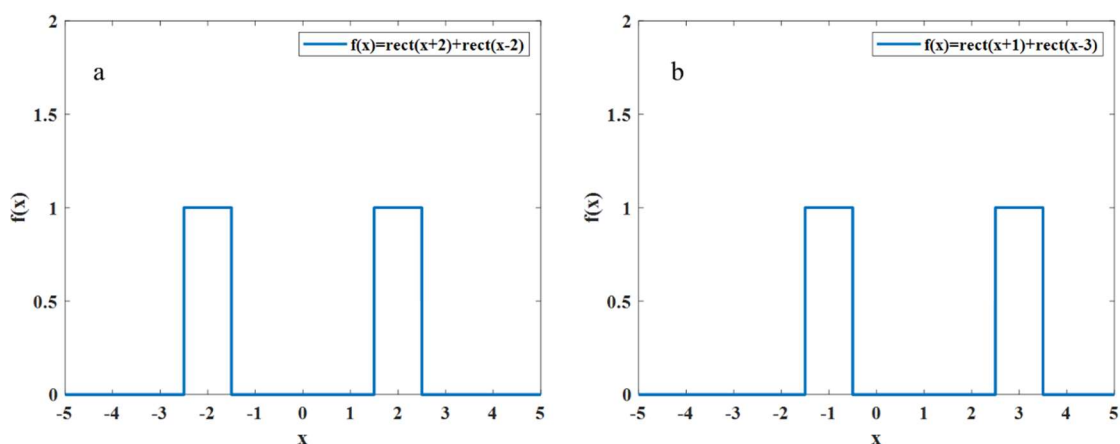 2
f(x)=rect(x+2)+rect(x-2)
a
1.5
f(x)
1
0.5
0
-5 -4 -3 -2 -1 0 1 2 3 4 5
x
2
f(x)=rect(x+1)+rect(x-3)
b
1.5
f(x)
1
0.5
0
-5 -4 -3 -2 -1 0 1 2 3 4 5
x